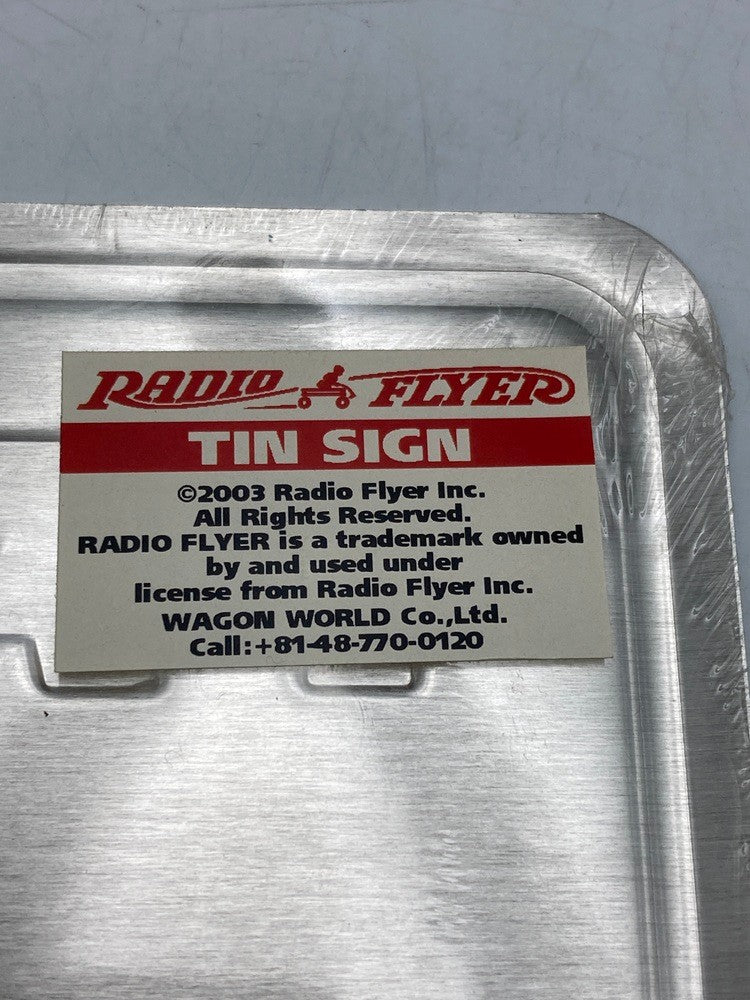 RADIO FLYER
TIN SIGN
©2003 Radio Flyer Inc.
All Rights Reserved.
RADIO FLYER is a trademark owned
by and used under
license from Radio Flyer Inc.
WAGON WORLD Co.,Ltd.
Call:+81-48-770-0120